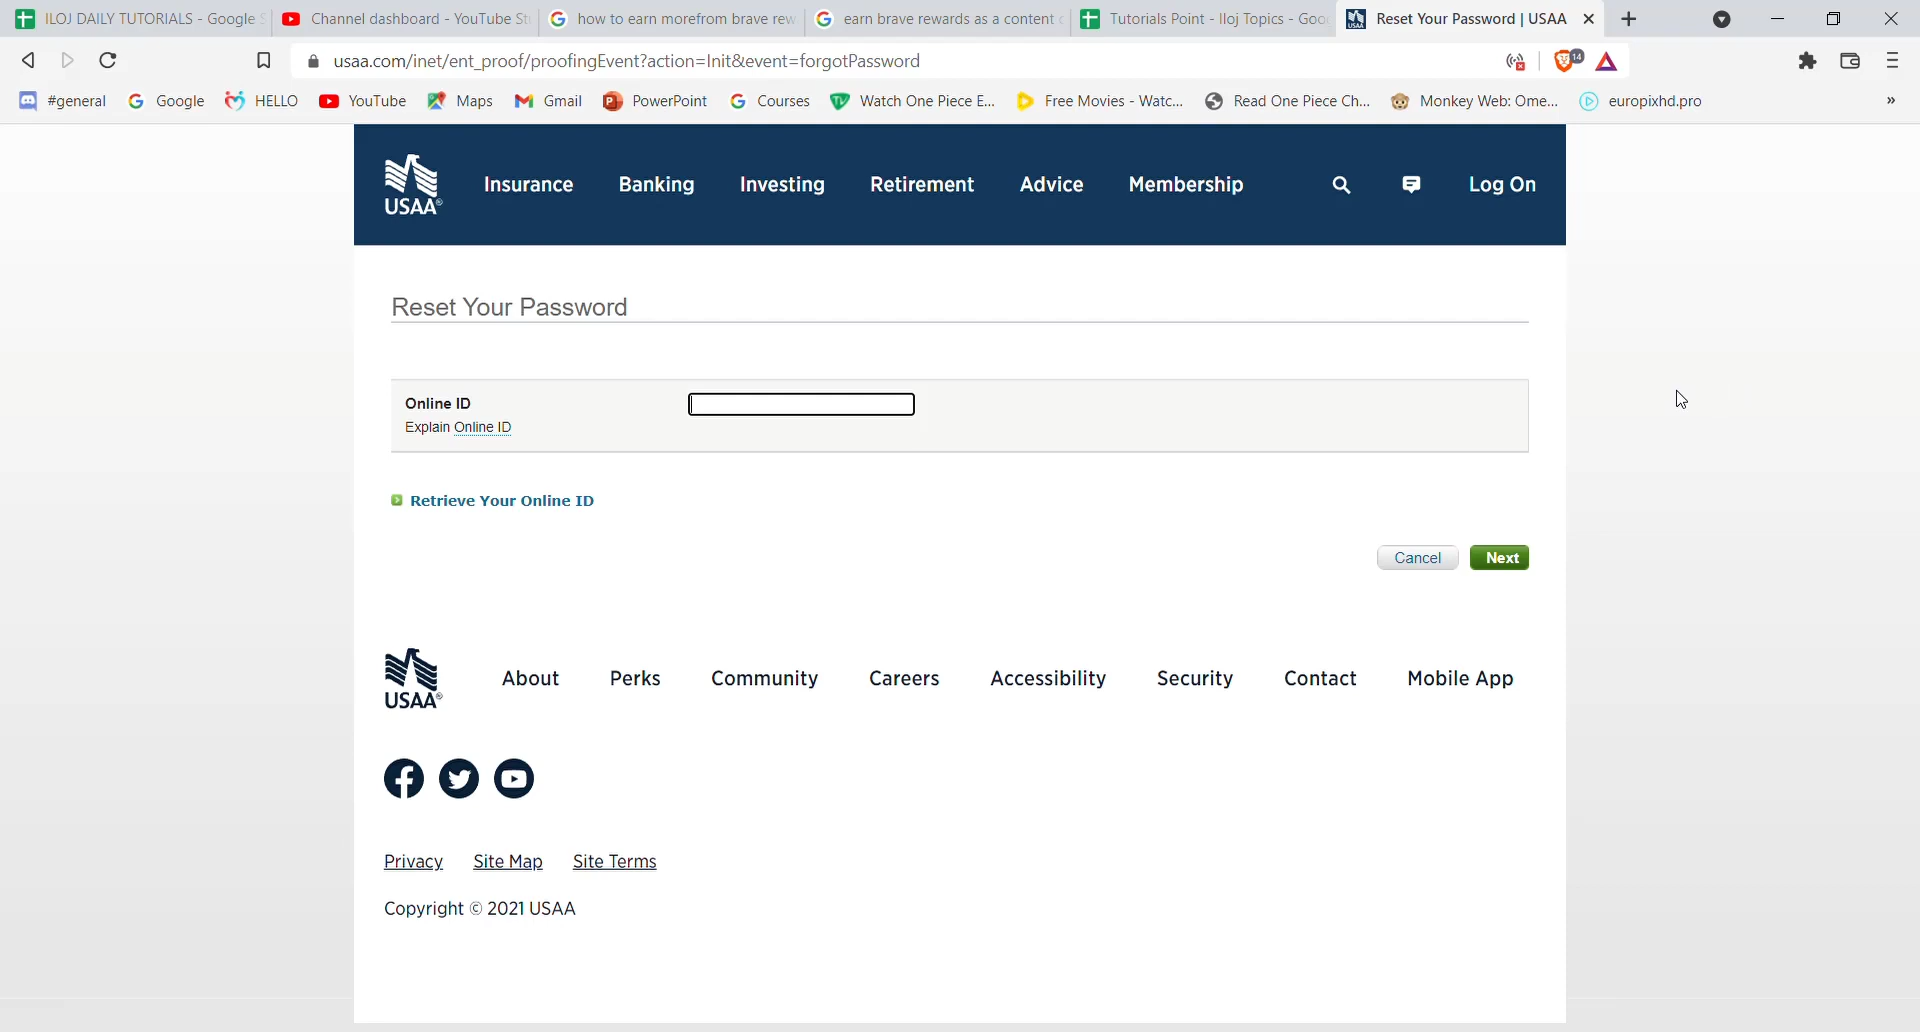 ILOJ DAILY TUTORIALS - Google S
Channel dashboard - YouTube St
how to earn morefrom brave rew
earn brave rewards as a content c
Tutorials Point - Iloj Topics - Goo
Reset Your Password | USAA
usaa.com/inet/ent_proof/proofingEvent?action=Init&event=forgotPassword
14
#general
Google
HELLO
YouTube
Maps
Gmail
PowerPoint
Courses
Watch One Piece E...
Free Movies - Watc...
Read One Piece Ch...
Monkey Web: Ome...
europixhd.pro
»
USAA®
Insurance
Banking
Investing
Retirement
Advice
Membership
Log On
Reset Your Password
Online ID
Explain Online ID
Retrieve Your Online ID
Cancel
Next
USAA®
About
Perks
Community
Careers
Accessibility
Security
Contact
Mobile App
Privacy
Site Map
Site Terms
Copyright © 2021 USAA